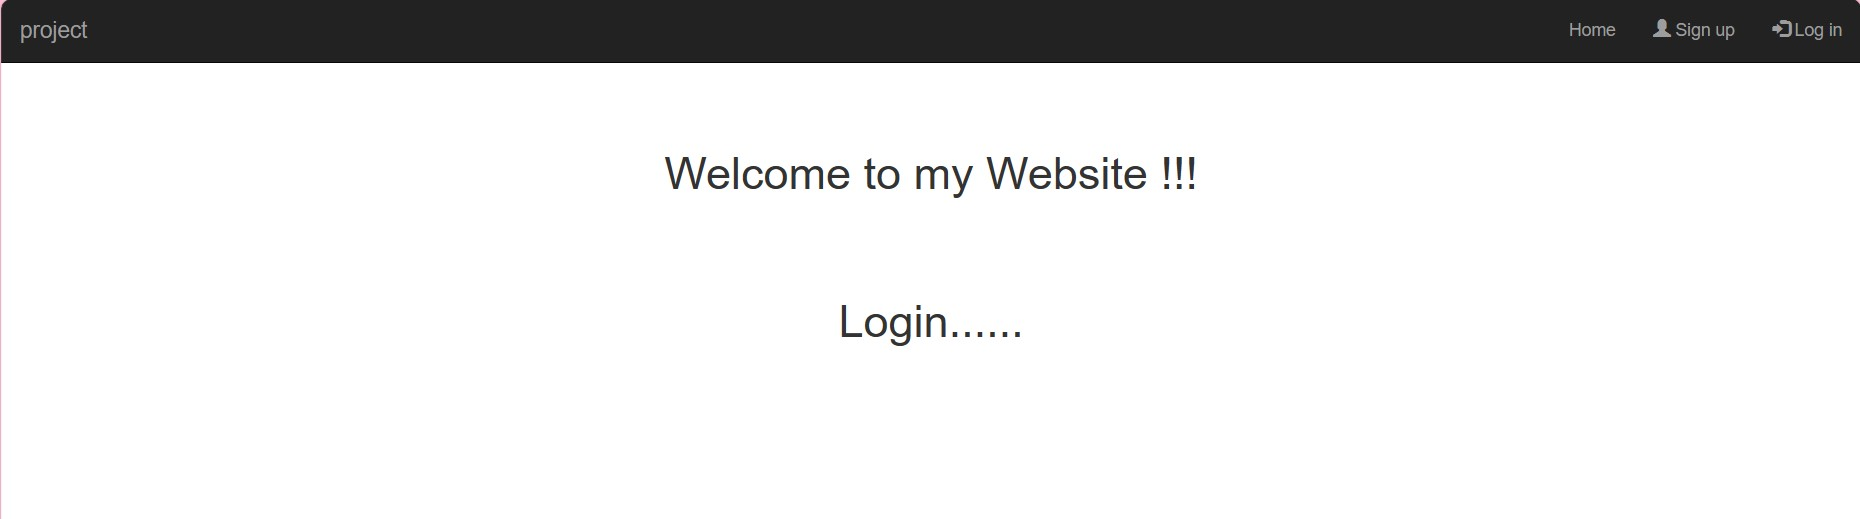 project Home Sign up Log in
Welcome to my Website !!!
Login......